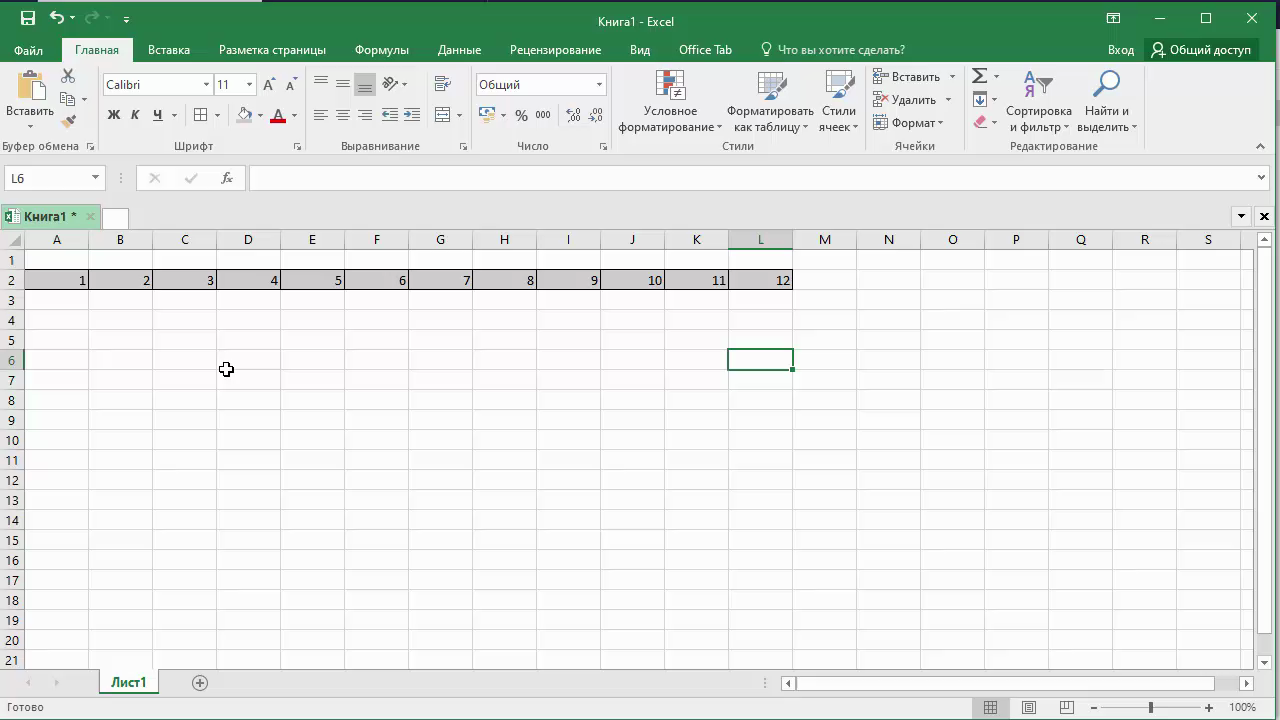 Книга1 - Excel
Файл Главная Вставка Разметка страницы Формулы Данные Рецензирование Вид Office Tab Что вы хотите сделать? Вход Общий доступ
Вставить
Calibri 11
Ж К Ч
Общий
% 000
Условное форматирование
Форматировать как таблицу
Стили ячеек
Вставить
Удалить
Формат
Σ
Сортировка и фильтр
Найти и выделить
Буфер обмена Шрифт Выравнивание Число Стили Ячейки Редактирование
L6 fx
Книга1 *
A B C D E F G H I J K L M N O P Q R S
1
2 1 2 3 4 5 6 7 8 9 10 11 12
3
4
5
6
7
8
9
10
11
12
13
14
15
16
17
18
19
20
21
Лист1
Готово 100%